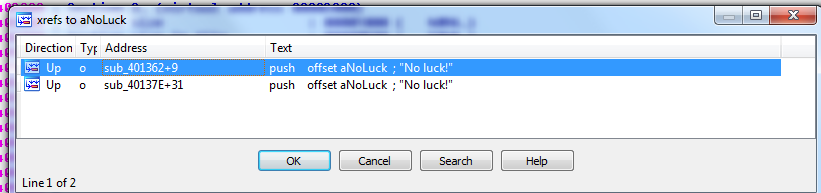 xrefs to aNoLuck
Direction Typ Address Text
Up o sub_401362+9 push offset aNoLuck ; "No luck!"
Up o sub_40137E+31 push offset aNoLuck ; "No luck!"
OK Cancel Search Help
Line 1 of 2